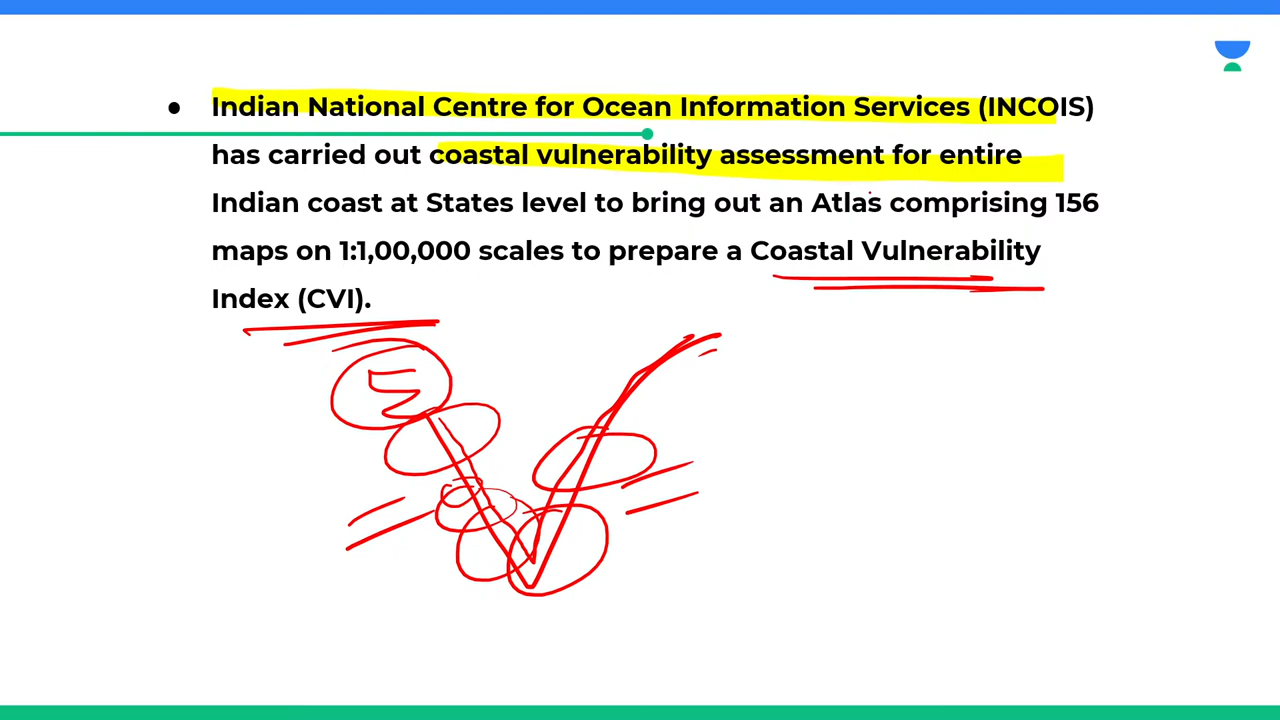 ● Indian National Centre for Ocean Information Services (INCOIS)
has carried out coastal vulnerability assessment for entire
Indian coast at States level to bring out an Atlas comprising 156
maps on 1:1,00,000 scales to prepare a Coastal Vulnerability
Index (CVI).